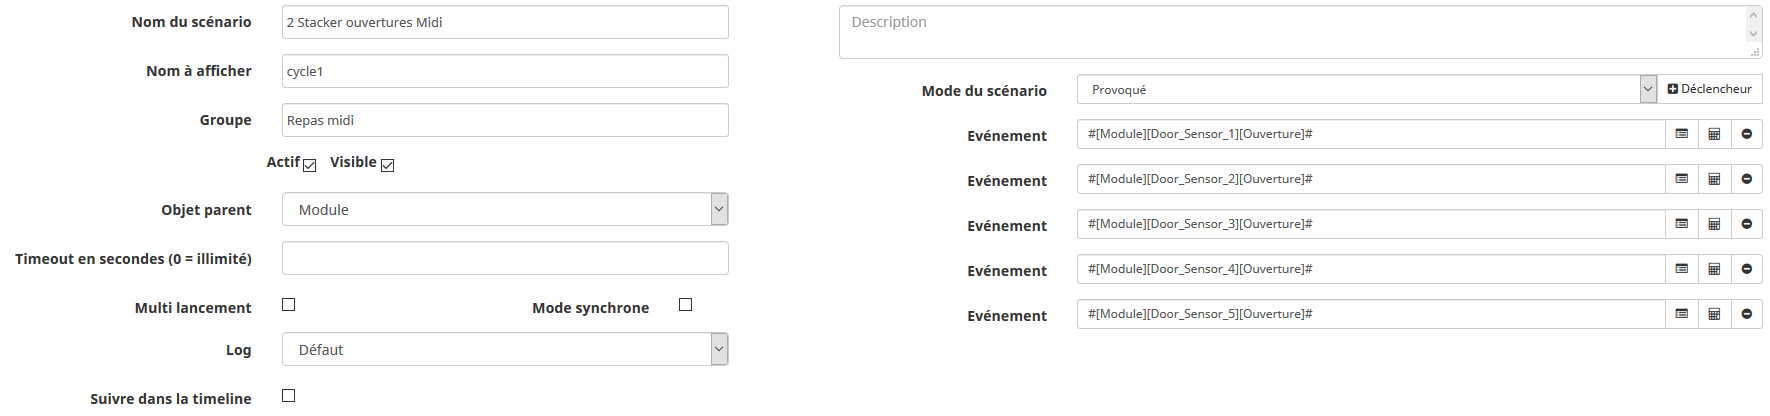 Nom du scénario 2 Stacker ouvertures Midi
Nom à afficher cycle1
Groupe Repas midi
Actif Visible
Objet parent Module
Timeout en secondes (0 = illimité)
Multi lancement Mode synchrone
Log Défaut
Suivre dans la timeline
Description
Mode du scénario Provoqué Déclencheur
Evénement #[Module][Door_Sensor_1][Ouverture]#
Evénement #[Module][Door_Sensor_2][Ouverture]#
Evénement #[Module][Door_Sensor_3][Ouverture]#
Evénement #[Module][Door_Sensor_4][Ouverture]#
Evénement #[Module][Door_Sensor_5][Ouverture]#